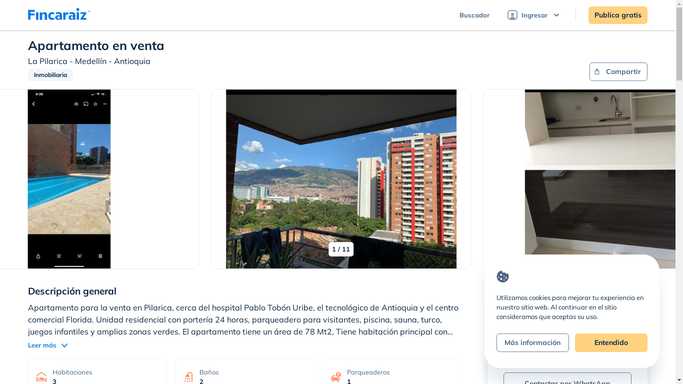 Fincaraiz
Buscador
Ingresar
Publica gratis
Apartamento en venta
La Pilarica - Medellín - Antioquia
Inmobiliaria
Compartir
1 / 11
Descripción general
Apartamento para la venta en Pilarica, cerca del hospital Pablo Tobón Uribe, el tecnológico de Antioquia y el centro
comercial Florida. Unidad residencial con portería 24 horas, parqueadero para visitantes, piscina, sauna, turco,
juegos infantiles y amplias zonas verdes. El apartamento tiene un área de 78 Mt2, Tiene habitación principal con...
Leer más
Habitaciones
3
Baños
2
Parqueaderos
1
Utilizamos cookies para mejorar tu experiencia en
nuestro sitio web. Al continuar en el sitio
consideramos que aceptas su uso.
Más información
Entendido
Contactar por WhatsApp